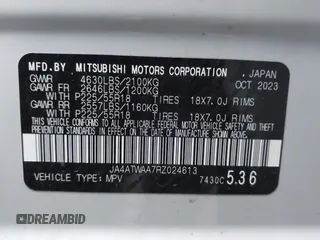 MFD.BY MITSUBISHI MOTORS CORPORATION, JAPAN
GVWR 4630LBS/2100KG OCT 2023
GAWR FR 2646LBS/1200KG
WITH P225/55R18 TIRES 18X7.0J RIMS
GAWR RR 2557LBS/1160KG
WITH P225/55R18 TIRES 18X7.0J RIMS
THIS VEHICLE CONFORMS TO ALL APPLICABLE
FEDERAL MOTOR VEHICLE SAFETY
AND THEFT PREVENTION STANDARDS IN EFFECT
ON THE DATE OF MANUFACTURE SHOWN ABOVE.
JA4ATWAA7RZ024613
VEHICLE TYPE: MPV 7430C 5.36
DREAMBID